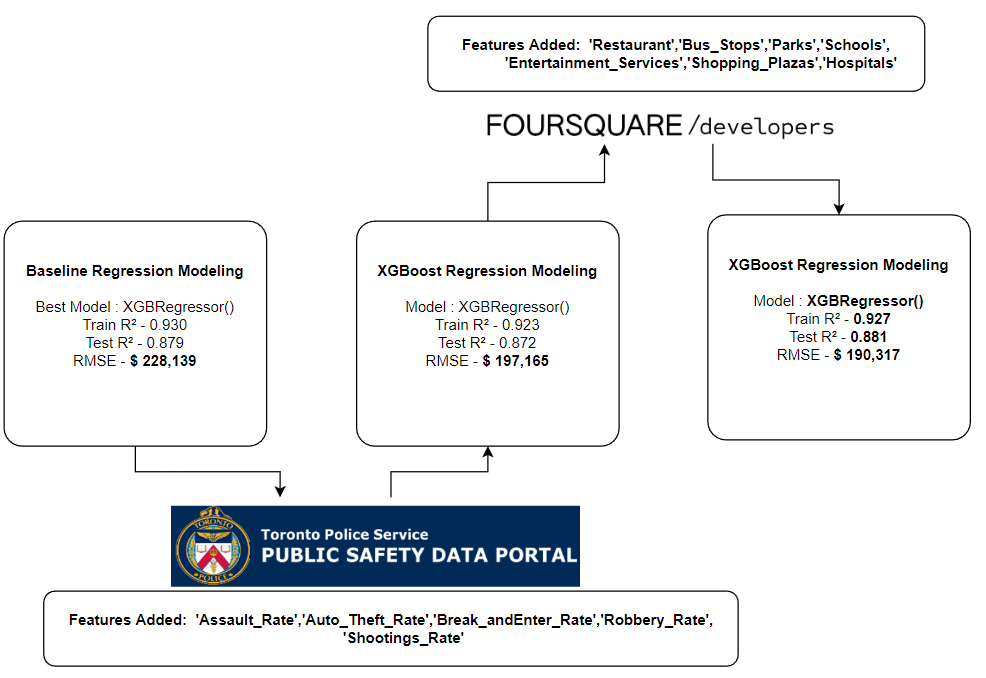 Features Added:  'Restaurant','Bus_Stops','Parks','Schools',
'Entertainment_Services','Shopping_Plazas','Hospitals'
FOURSQUARE /developers
Baseline Regression Modeling
Best Model : XGBRegressor()
Train R² - 0.930
Test R² - 0.879
RMSE - $ 228,139
XGBoost Regression Modeling
Model : XGBRegressor()
Train R² - 0.923
Test R² - 0.872
RMSE - $ 197,165
XGBoost Regression Modeling
Model : XGBRegressor()
Train R² - 0.927
Test R² - 0.881
RMSE - $ 190,317
TORONTO
POLICE
Toronto Police Service
PUBLIC SAFETY DATA PORTAL
Features Added:  'Assault_Rate','Auto_Theft_Rate','Break_andEnter_Rate','Robbery_Rate',
'Shootings_Rate'